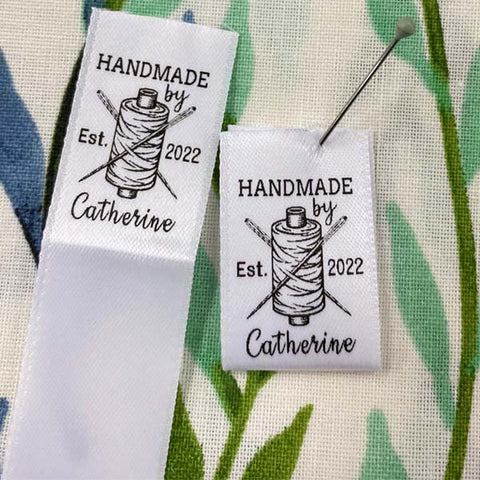 HANDMADE
by
Est. 2022
Catherine
HANDMADE
by
Est. 2022
Catherine